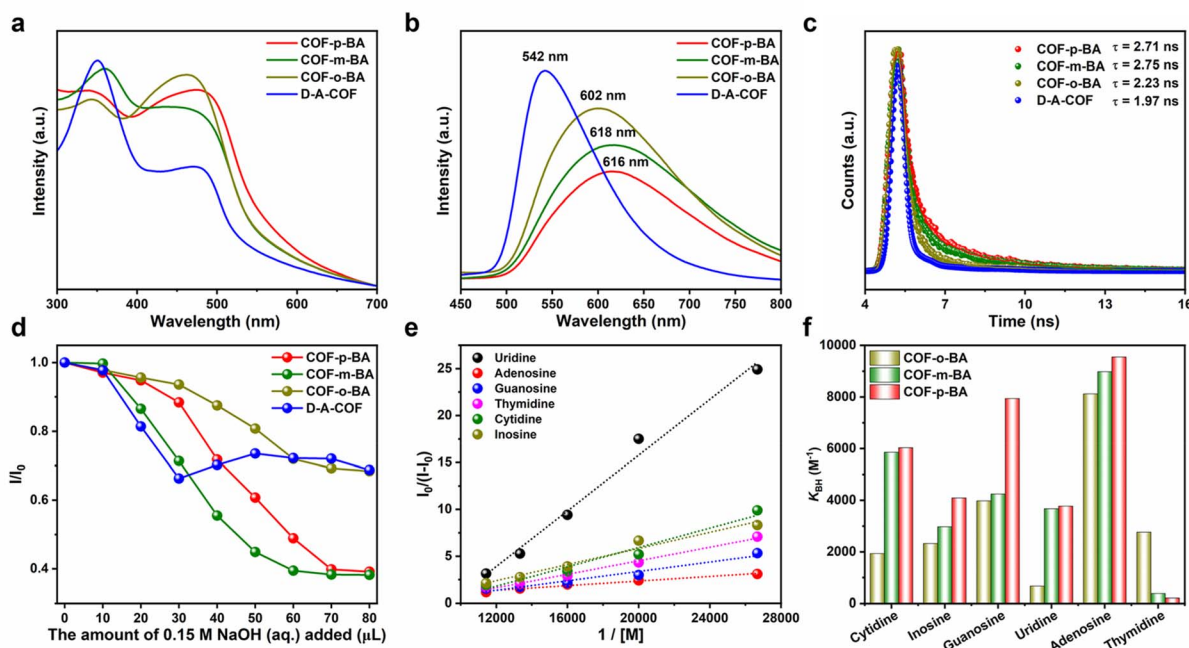 a
COF-p-BA
COF-m-BA
COF-o-BA
D-A-COF
Intensity (a.u.)
300 400 500 600 700
Wavelength (nm)
b
542 nm
602 nm
618 nm
616 nm
COF-p-BA
COF-m-BA
COF-o-BA
D-A-COF
Intensity (a.u.)
450 500 550 600 650 700 750 800
Wavelength (nm)
c
COF-p-BA τ = 2.71 ns
COF-m-BA τ = 2.75 ns
COF-o-BA τ = 2.23 ns
D-A-COF τ = 1.97 ns
Counts (a.u.)
4 7 10 13 16
Time (ns)
d
COF-p-BA
COF-m-BA
COF-o-BA
D-A-COF
I/I0
1.0
0.8
0.6
0.4
0 10 20 30 40 50 60 70 80
The amount of 0.15 M NaOH (aq.) added (μL)
e
Uridine
Adenosine
Guanosine
Thymidine
Cytidine
Inosine
I0/(I-I0)
25
20
15
10
5
0
12000 16000 20000 24000 28000
1 / [M]
f
COF-o-BA
COF-m-BA
COF-p-BA
KBH (M-1)
10000
8000
6000
4000
2000
0
Cytidine
Inosine
Guanosine
Uridine
Adenosine
Thymidine